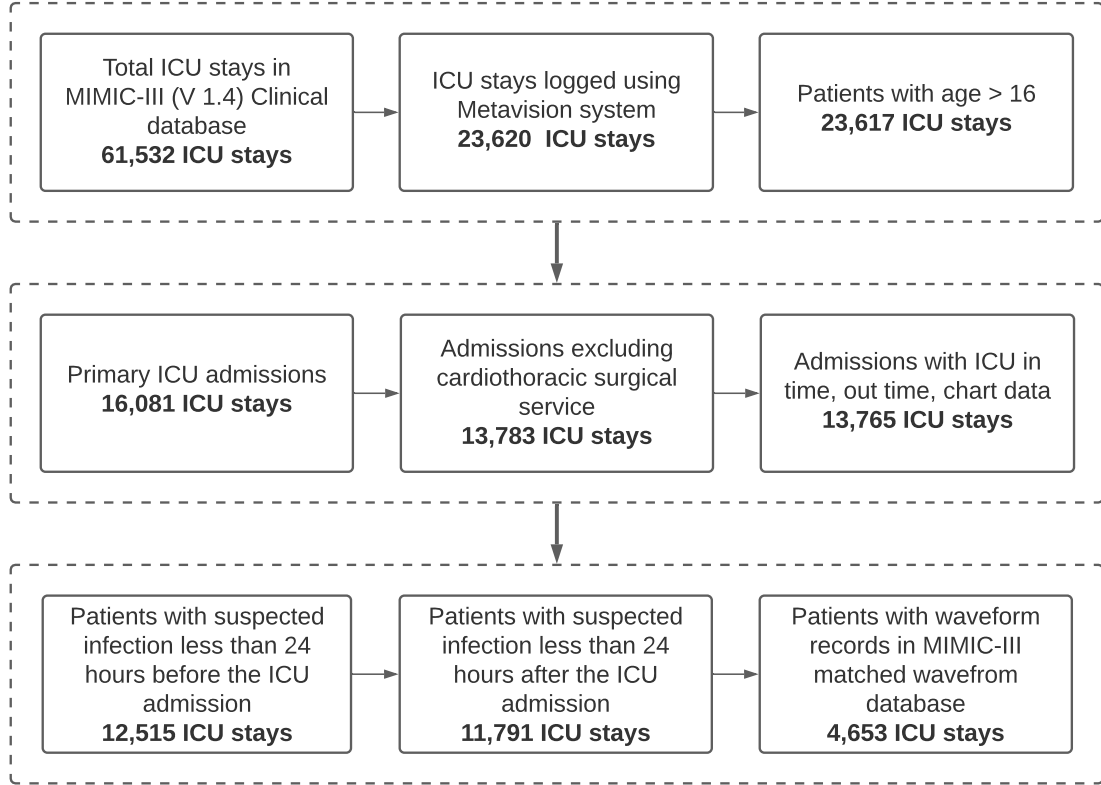 Total ICU stays in
MIMIC-III (V 1.4) Clinical
database
61,532 ICU stays
ICU stays logged using
Metavision system
23,620 ICU stays
Patients with age > 16
23,617 ICU stays
Primary ICU admissions
16,081 ICU stays
Admissions excluding
cardiothoracic surgical
service
13,783 ICU stays
Admissions with ICU in
time, out time, chart data
13,765 ICU stays
Patients with suspected
infection less than 24
hours before the ICU
admission
12,515 ICU stays
Patients with suspected
infection less than 24
hours after the ICU
admission
11,791 ICU stays
Patients with waveform
records in MIMIC-III
matched wavefrom
database
4,653 ICU stays